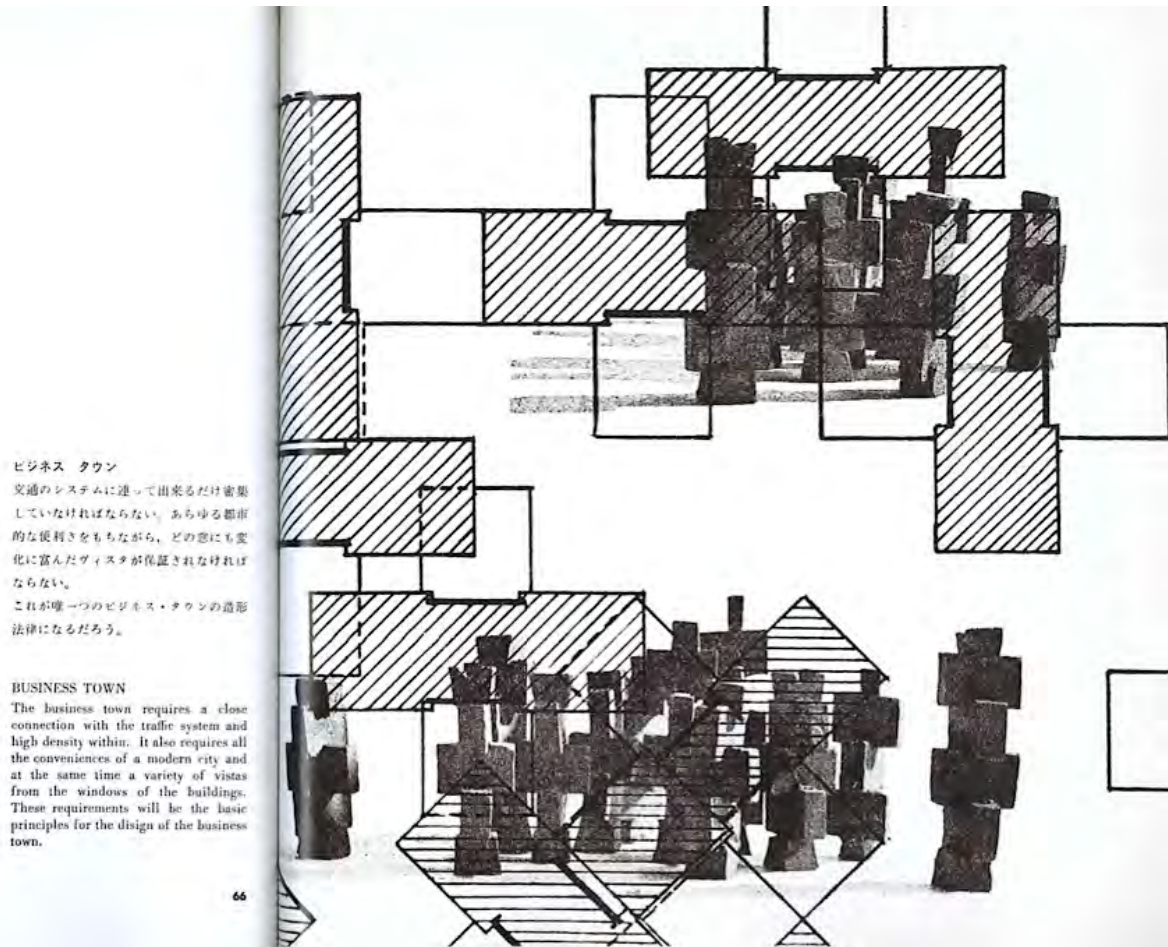 ビジネス タウン
交通のシステムに連って出来るだけ密集
していなければならない。あらゆる都市
的な便利さをもちながら、どの窓にも変
化に富んだヴィスタが保証されなければ
ならない。
これが唯一つのビジネス・タウンの造形
法律になるだろう。
BUSINESS TOWN
The business town requires a close
connection with the traffic system and
high density within. It also requires all
the conveniences of a modern city and
at the same time a variety of vistas
from the windows of the buildings.
These requirements will be the basic
principles for the disign of the business
town.
66